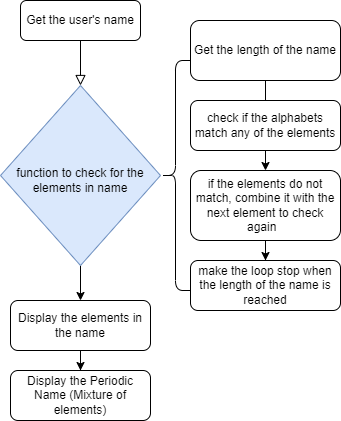 Get the user's name
function to check for the
elements in name
Display the elements in
the name
Display the Periodic
Name (Mixture of
elements)
Get the length of the name
check if the alphabets
match any of the elements
if the elements do not
match, combine it with the
next element to check
again
make the loop stop when
the length of the name is
reached